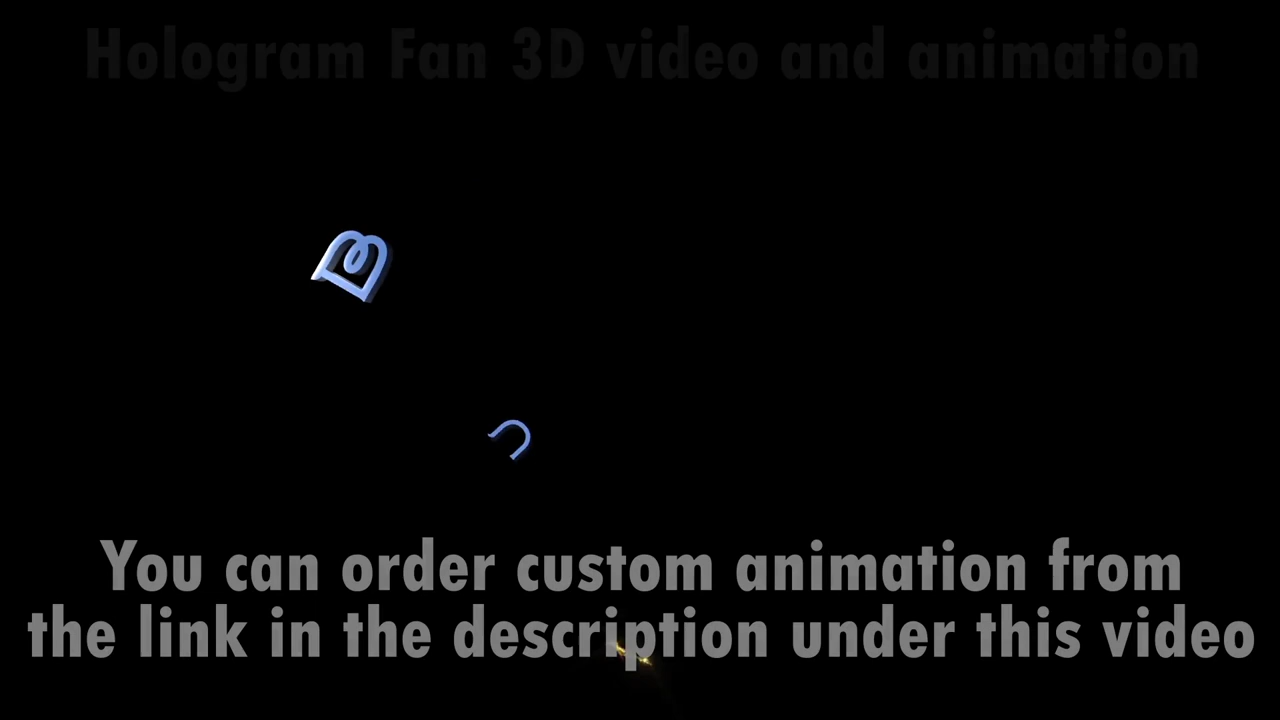 Hologram Fan 3D video and animation
You can order custom animation from
the link in the description under this video